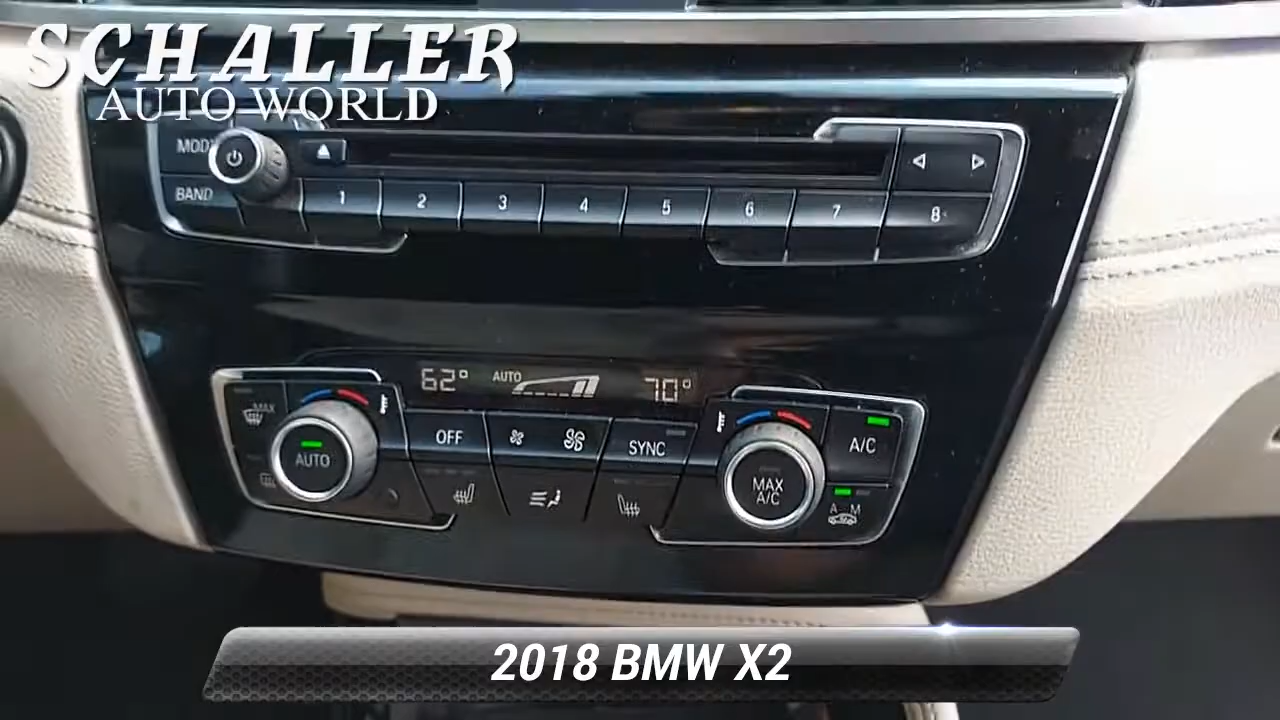 SCHALLER
AUTO WORLD
MODE
BAND 1 2 3 4 5 6 7 8
62° AUTO 70°
MAX
AUTO
OFF SYNC
MAX
A/C
A/C
A M
2018 BMW X2